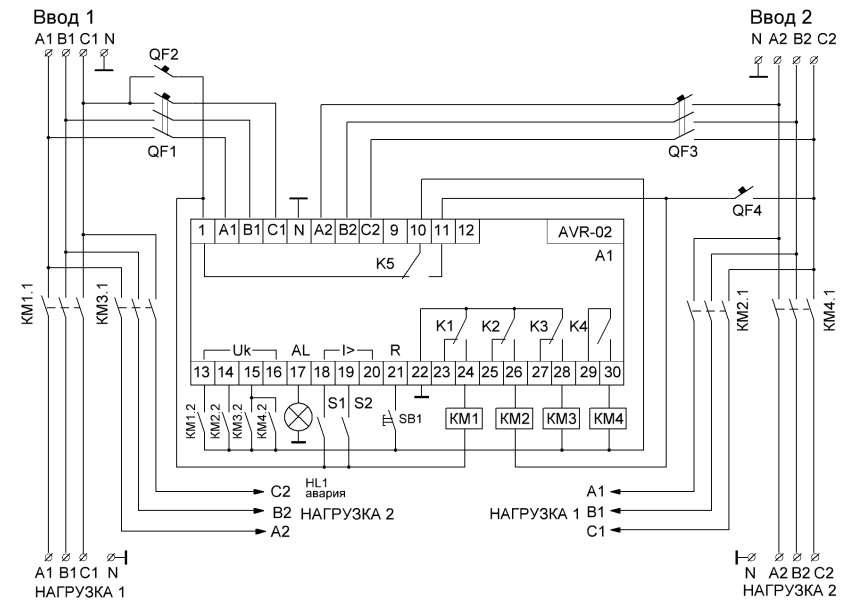 Ввод 1
Ввод 2
A1 B1 C1 N
N A2 B2 C2
QF2
QF1
QF3
QF4
1 A1 B1 C1 N A2 B2 C2 9 10 11 12
AVR-02
A1
K5
KM1.1
KM3.1
KM2.1
KM4.1
K1
K2
K3
K4
Uk
AL
I>
R
13 14 15 16 17 18 19 20 21 22 23 24 25 26 27 28 29 30
KM1.2
KM2.2
KM3.2
KM4.2
S1
S2
SB1
KM1
KM2
KM3
KM4
HL1
авария
C2
B2
НАГРУЗКА 2
A2
A1
НАГРУЗКА 1
B1
C1
A1 B1 C1 N
НАГРУЗКА 1
N A2 B2 C2
НАГРУЗКА 2